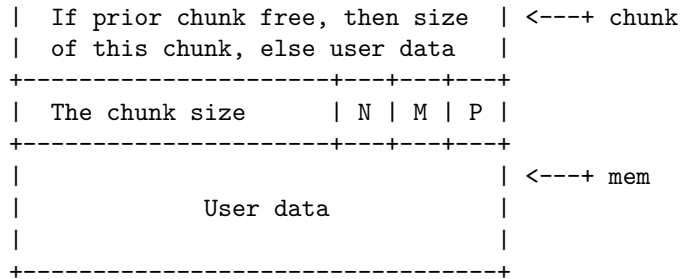 | If prior chunk free, then size | <---+ chunk
| of this chunk, else user data |
+---------------------+---+---+---+
| The chunk size | N | M | P |
+---------------------+---+---+---+
| | <---+ mem
| User data |
| |
+---------------------------------+